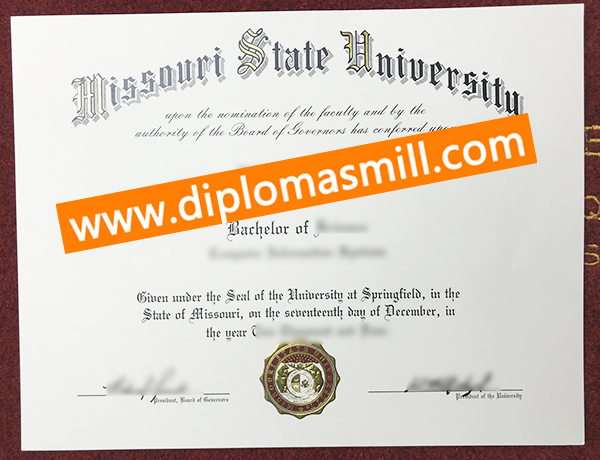 Missouri State University
upon the nomination of the faculty and by the
authority of the Board of Governors has conferred upon
www.diplomasmill.com
Bachelor of
Given under the Seal of the University at Springfield, in the
State of Missouri, on the seventeenth day of December, in
the year
President, Board of Governors
President of the University